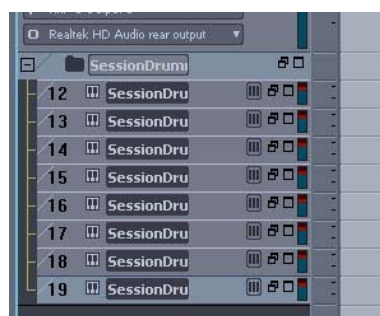 Realtek HD Audio rear output
SessionDrum
12 SessionDru
13 SessionDru
14 SessionDru
15 SessionDru
16 SessionDru
17 SessionDru
18 SessionDru
19 SessionDru